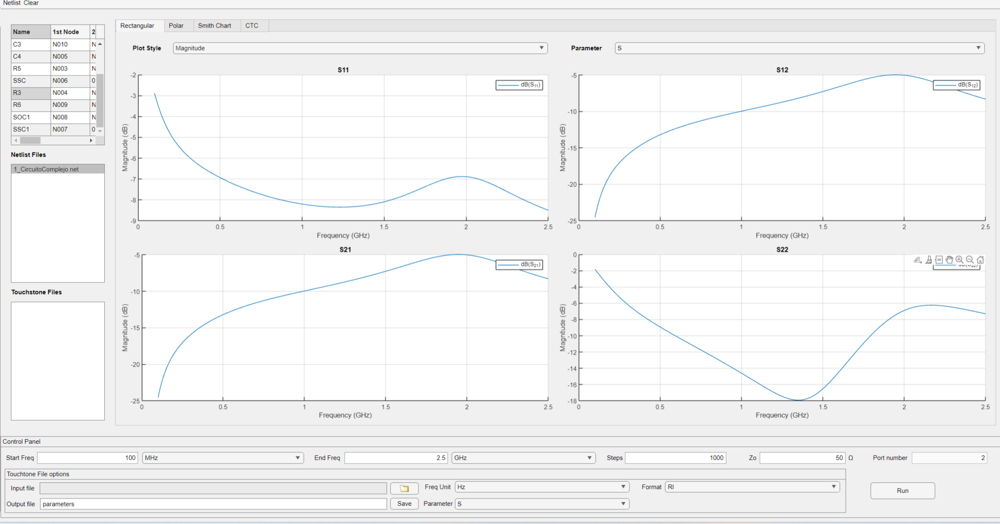 Netlist Clear
Name 1st Node 2
C3 N010 N
C4 N005 N
R5 N003 N
SSC N006 0
R3 N004 N
R6 N009 N
SOC1 N008 N
SSC1 N007 0
Netlist Files
1_CircuitoComplejo.net
Touchstone Files
Rectangular Polar Smith Chart CTC
Plot Style Magnitude Parameter S
S11
dB(S11)
-2
-3
-4
-5
-6
-7
-8
-9
Magnitude (dB)
0 0.5 1 1.5 2 2.5
Frequency (GHz)
S12
dB(S12)
-5
-10
-15
-20
-25
Magnitude (dB)
0 0.5 1 1.5 2 2.5
Frequency (GHz)
S21
dB(S21)
-5
-10
-15
-20
-25
Magnitude (dB)
0 0.5 1 1.5 2 2.5
Frequency (GHz)
S22
0
-2
-4
-6
-8
-10
-12
-14
-16
-18
Magnitude (dB)
0 0.5 1 1.5 2 2.5
Frequency (GHz)
Control Panel
Start Freq 100 MHz End Freq 2.5 GHz Steps 1000 Zo 50 Ω Port number 2
Touchtone File options
Input file Freq Unit Hz Format RI
Output file parameters Save Parameter S
Run